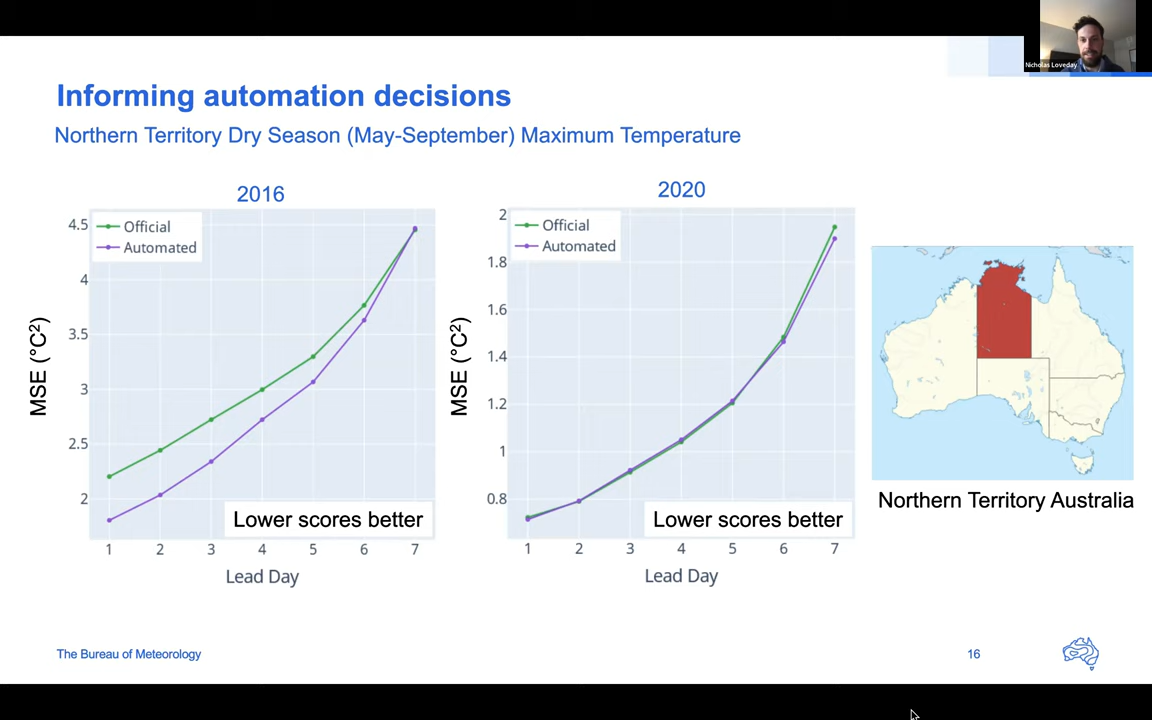 Nicholas Loveday
Informing automation decisions
Northern Territory Dry Season (May-September) Maximum Temperature
2016
4.5
4
3.5
3
2.5
2
MSE (°C²)
Official
Automated
Lower scores better
1 2 3 4 5 6 7
Lead Day
2020
2
1.8
1.6
1.4
1.2
1
0.8
MSE (°C²)
Official
Automated
Lower scores better
1 2 3 4 5 6 7
Lead Day
Northern Territory Australia
The Bureau of Meteorology
16